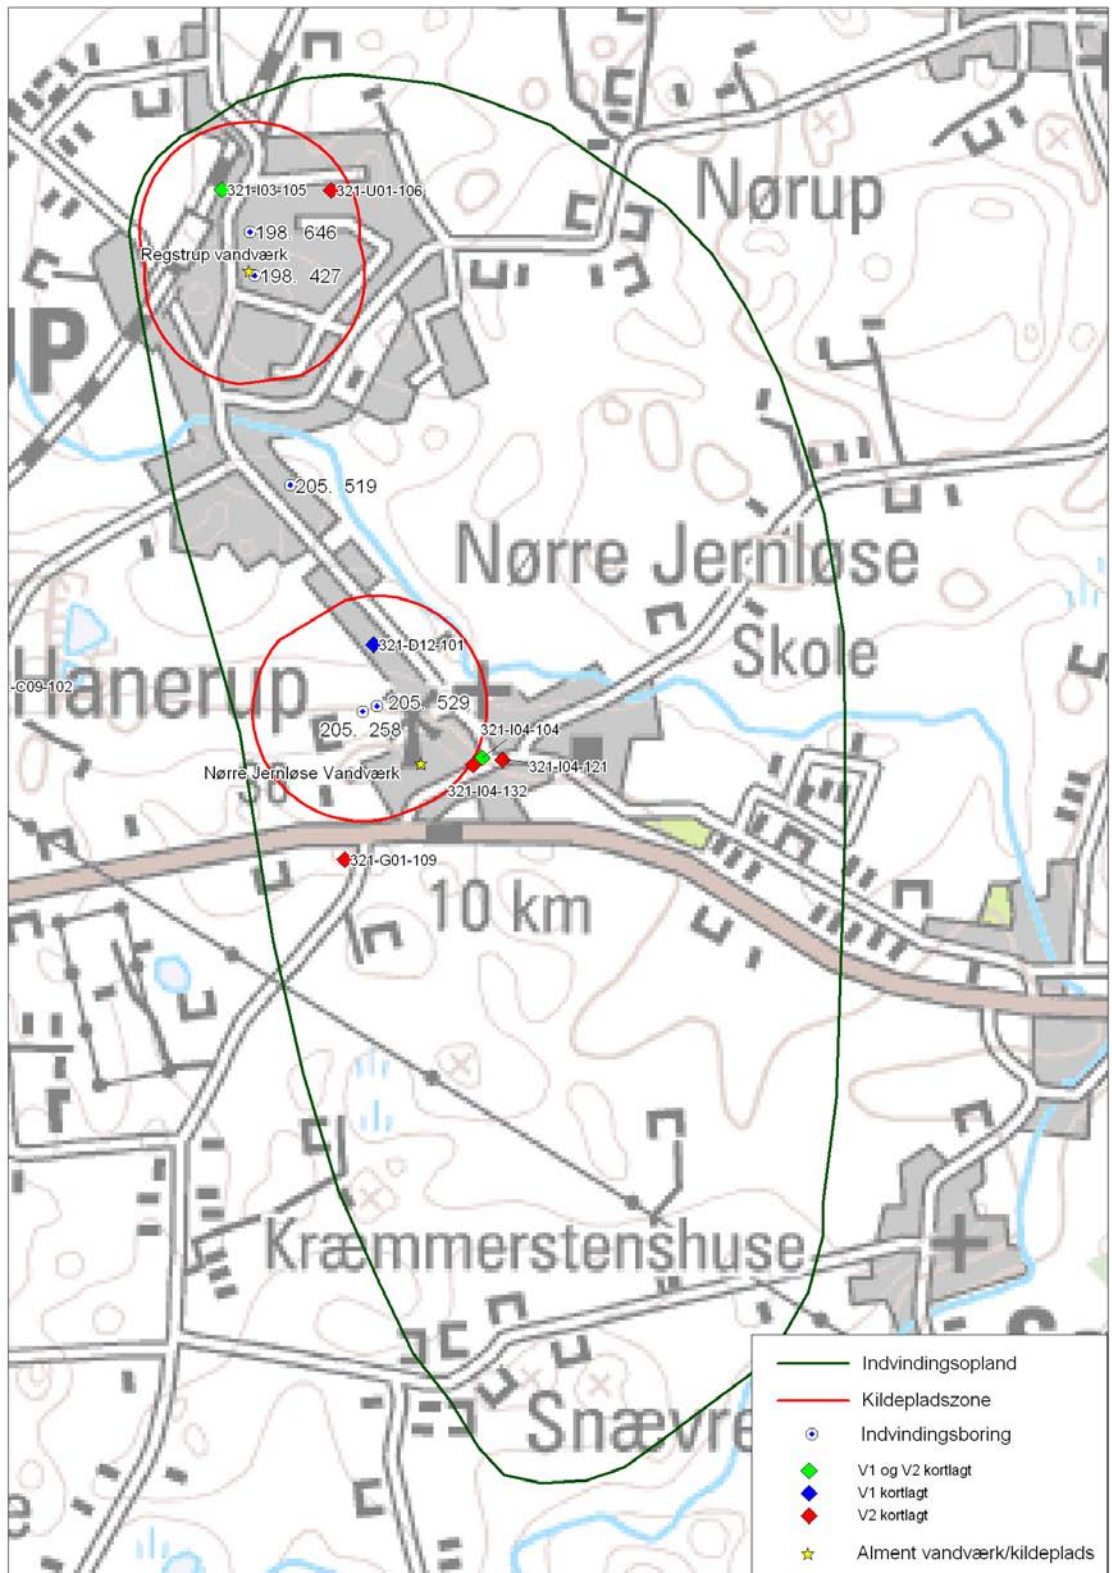 Nørup
321-I03-105
321-U01-106
198. 646
Regstrup vandværk
198. 427
UP
205. 519
Nørre Jernløse
Skole
321-D12-101
Hanerup
-C09-102
205. 529
205. 258
321-I04-104
Nørre Jernløse Vandværk
321-I04-121
321-I04-132
321-G01-109
10 km
Kræmmerstenshuse
Snævre
Indvindingsopland
Kildepladszone
Indvindingsboring
V1 og V2 kortlagt
V1 kortlagt
V2 kortlagt
Alment vandværk/kildeplads